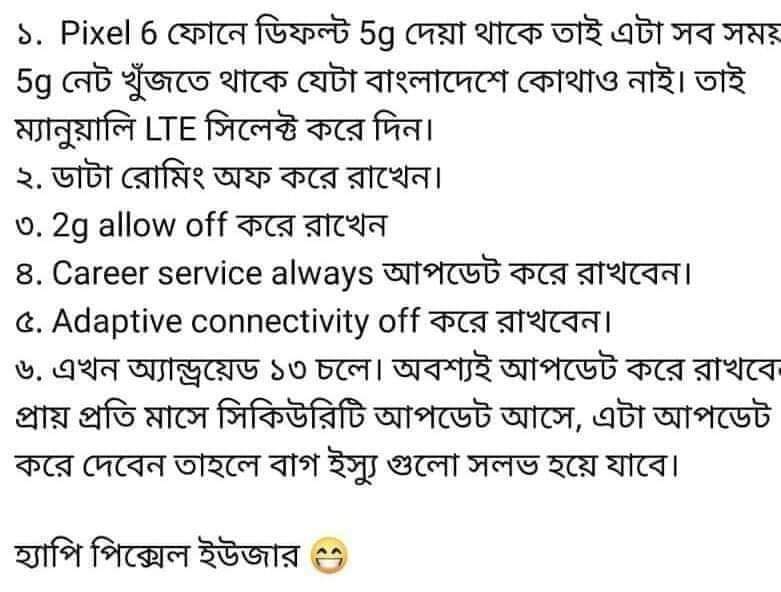 ১. Pixel 6 ফোনে ডিফল্ট 5g দেয়া থাকে তাই এটা সব সময়
5g নেট খুঁজতে থাকে যেটা বাংলাদেশে কোথাও নাই। তাই
ম্যানুয়ালি LTE সিলেক্ট করে দিন।
২. ডাটা রোমিং অফ করে রাখেন।
৩. 2g allow off করে রাখেন
৪. Career service always আপডেট করে রাখবেন।
৫. Adaptive connectivity off করে রাখবেন।
৬. এখন অ্যান্ড্রয়েড ১৩ চলে। অবশ্যই আপডেট করে রাখবেন
প্রায় প্রতি মাসে সিকিউরিটি আপডেট আসে, এটা আপডেট
করে দেবেন তাহলে বাগ ইস্যু গুলো সলভ হয়ে যাবে।
হ্যাপি পিক্সেল ইউজার 😁